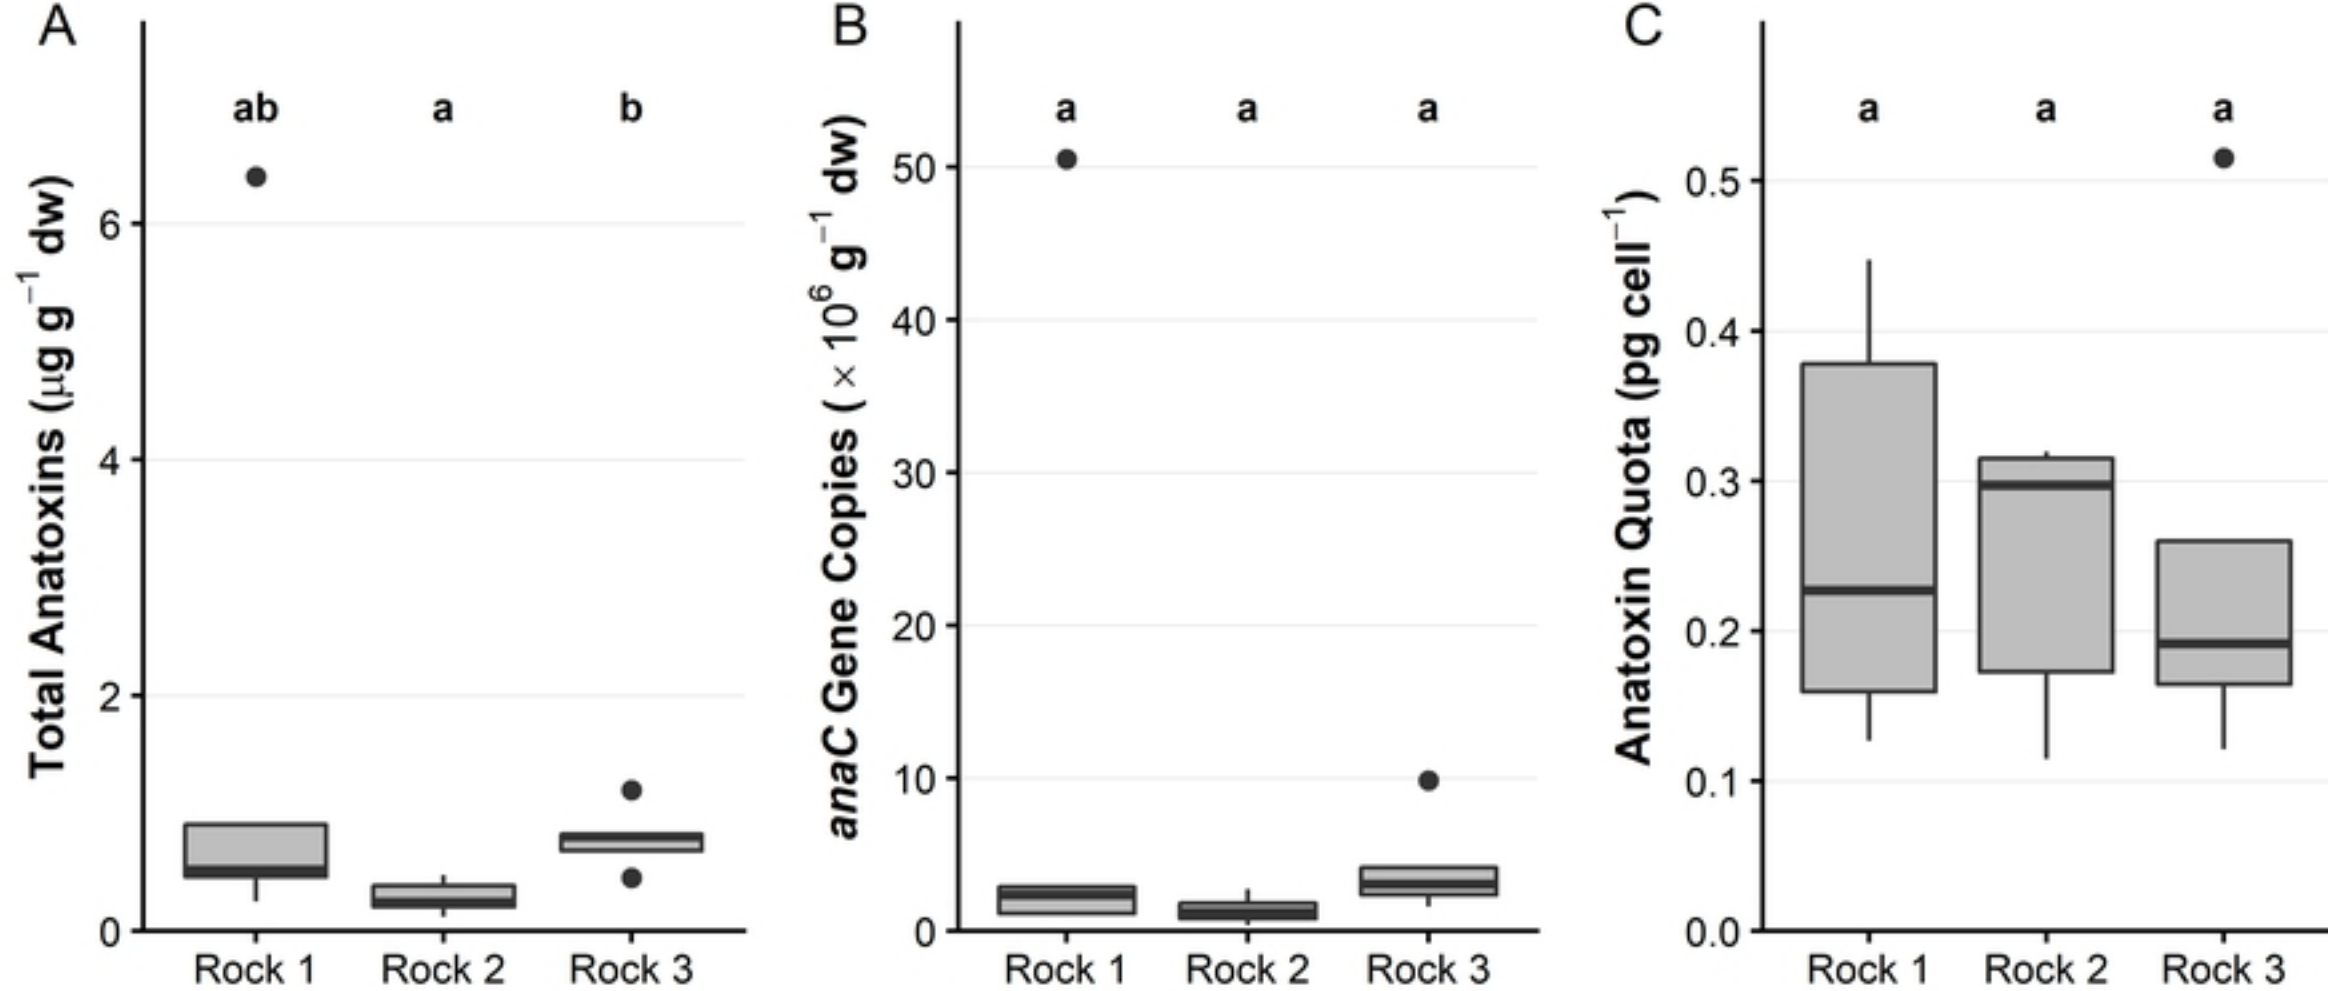 A
Total Anatoxins (µg g⁻¹ dw)
ab a b
6
4
2
0
Rock 1 Rock 2 Rock 3
B
anaC Gene Copies (× 10⁶ g⁻¹ dw)
a a a
50
40
30
20
10
0
Rock 1 Rock 2 Rock 3
C
Anatoxin Quota (pg cell⁻¹)
a a a
0.5
0.4
0.3
0.2
0.1
0.0
Rock 1 Rock 2 Rock 3